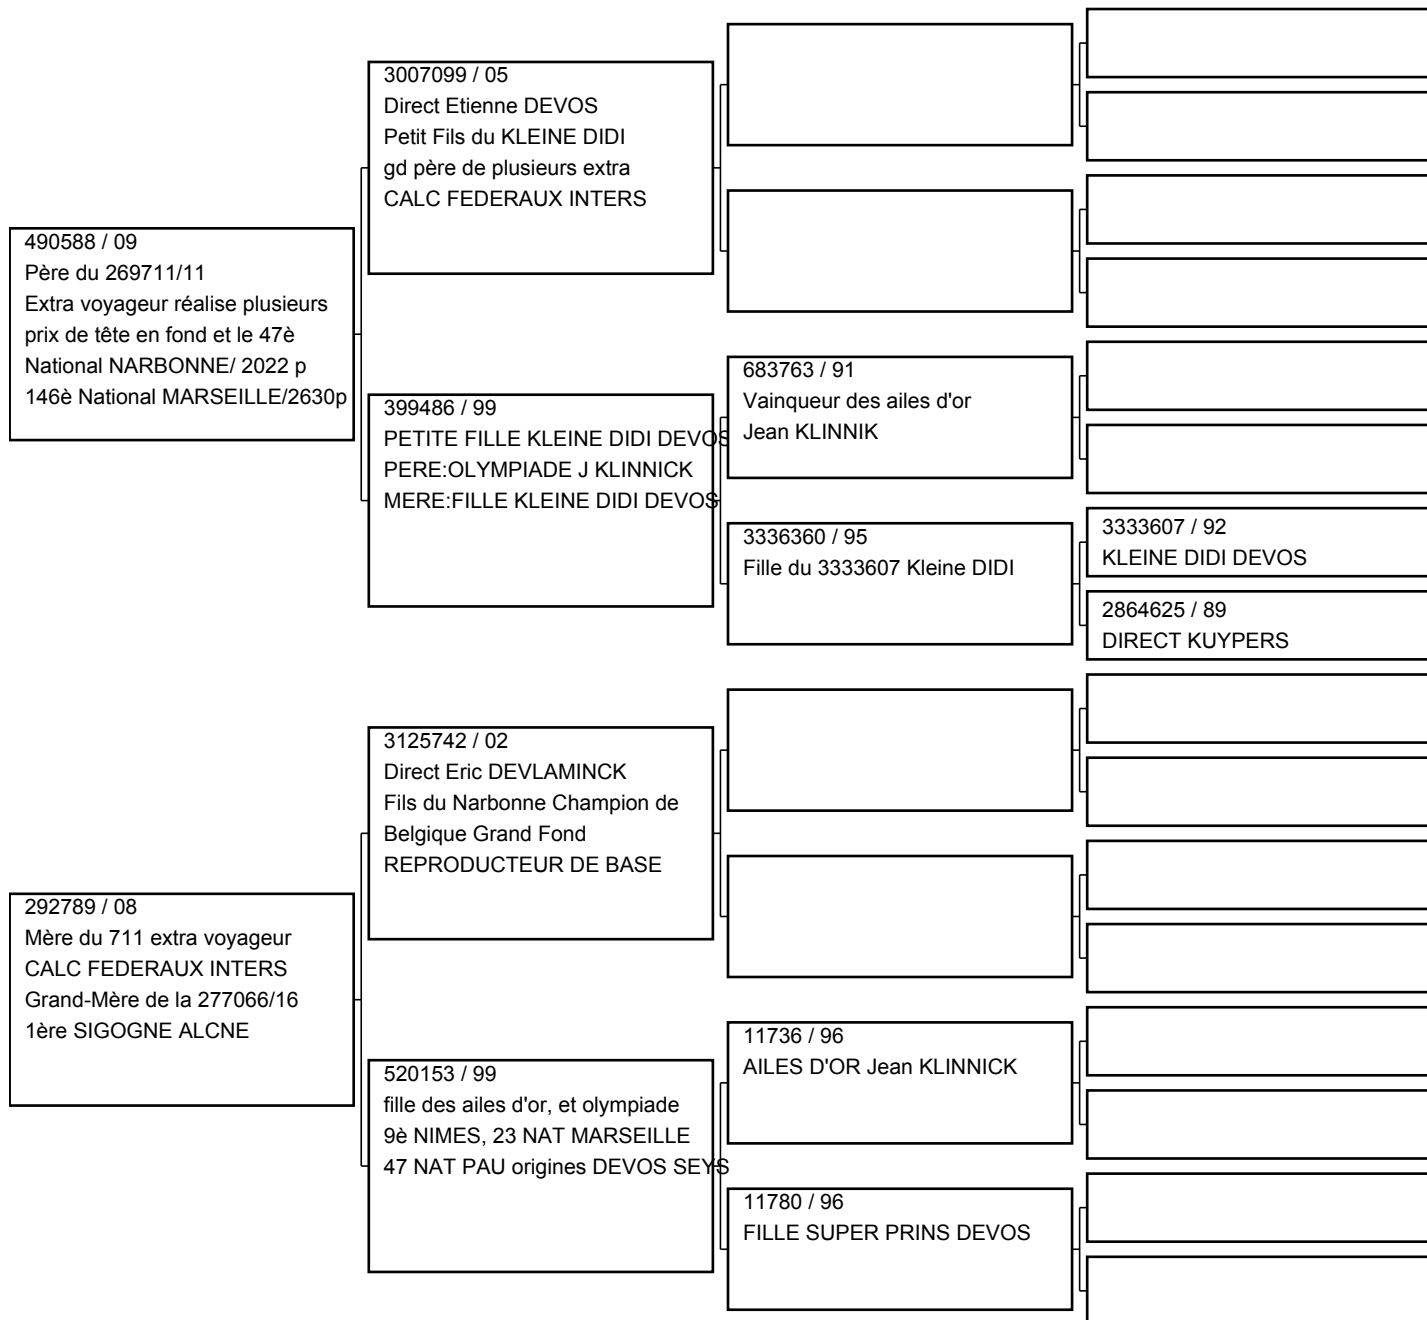 490588 / 09
Père du 269711/11
Extra voyageur réalise plusieurs
prix de tête en fond et le 47è
National NARBONNE/ 2022 p
146è National MARSEILLE/2630p
3007099 / 05
Direct Etienne DEVOS
Petit Fils du KLEINE DIDI
gd père de plusieurs extra
CALC FEDERAUX INTERS
399486 / 99
PETITE FILLE KLEINE DIDI DEVOS
PERE:OLYMPIADE J KLINNICK
MERE:FILLE KLEINE DIDI DEVOS
683763 / 91
Vainqueur des ailes d'or
Jean KLINNIK
3336360 / 95
Fille du 3333607 Kleine DIDI
3333607 / 92
KLEINE DIDI DEVOS
2864625 / 89
DIRECT KUYPERS
292789 / 08
Mère du 711 extra voyageur
CALC FEDERAUX INTERS
Grand-Mère de la 277066/16
1ère SIGOGNE ALCNE
3125742 / 02
Direct Eric DEVLAMINCK
Fils du Narbonne Champion de
Belgique Grand Fond
REPRODUCTEUR DE BASE
520153 / 99
fille des ailes d'or, et olympiade
9è NIMES, 23 NAT MARSEILLE
47 NAT PAU origines DEVOS SEYS
11736 / 96
AILES D'OR Jean KLINNICK
11780 / 96
FILLE SUPER PRINS DEVOS